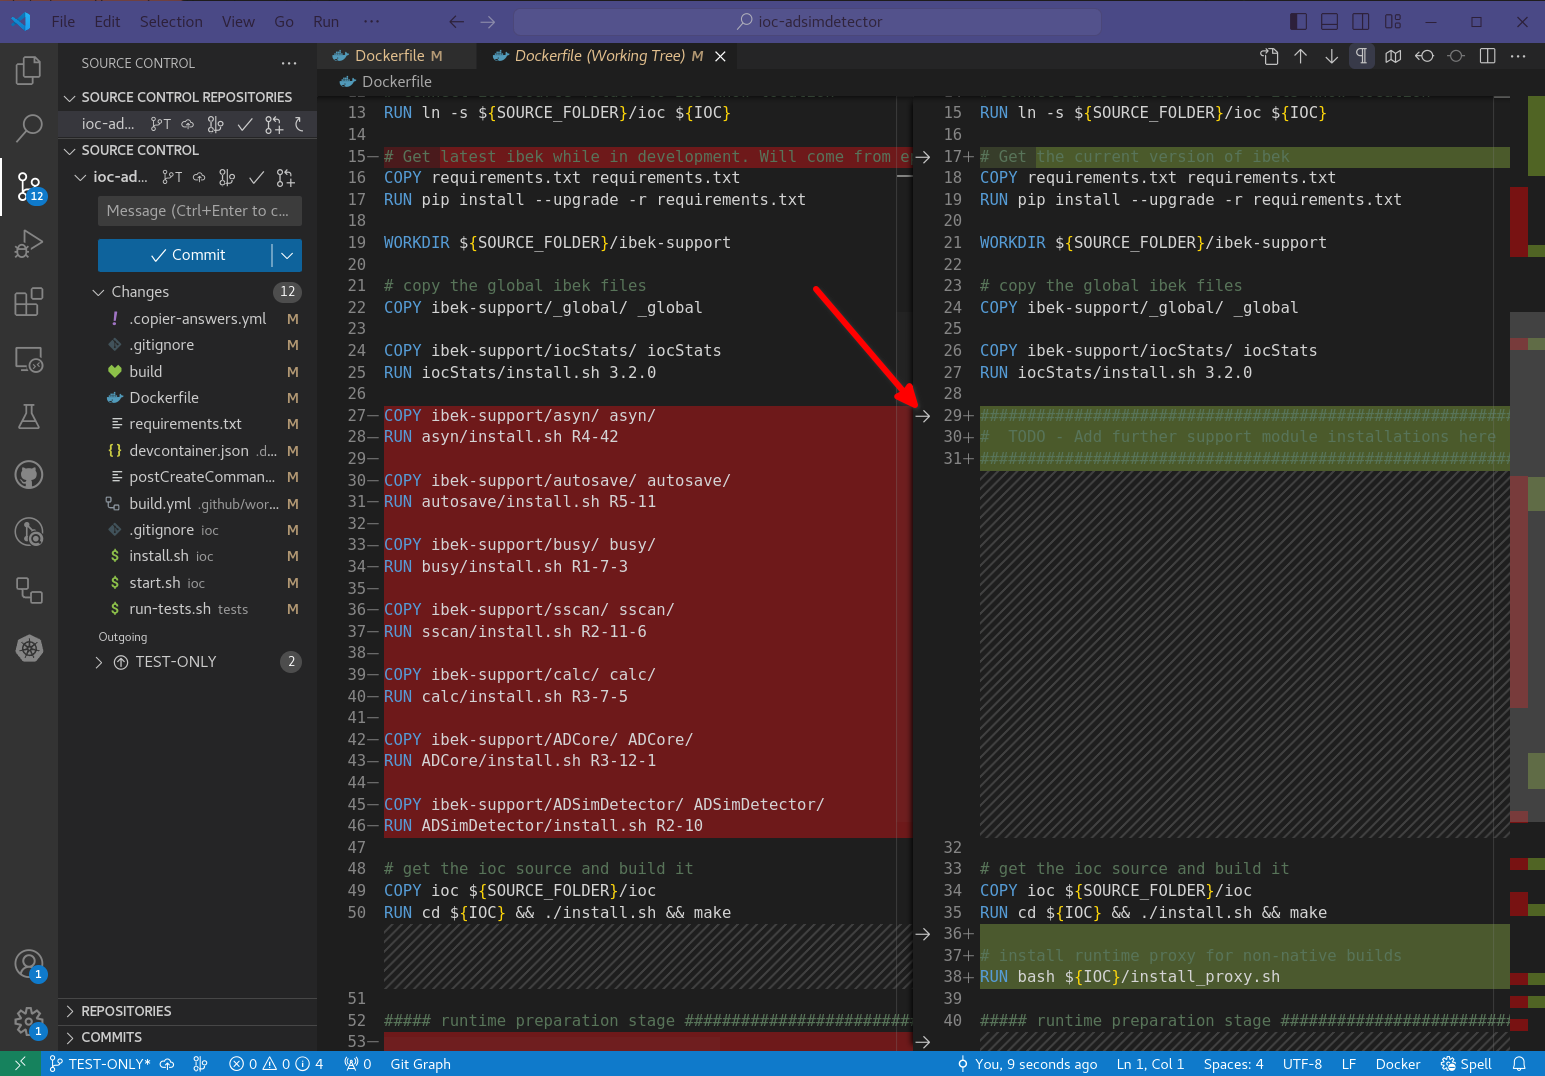 File Edit Selection View Go Run ··· ioc-adsimdetector
SOURCE CONTROL ···
Dockerfile M
Dockerfile (Working Tree) M
Dockerfile
SOURCE CONTROL REPOSITORIES
ioc-ad... T
SOURCE CONTROL
ioc-ad... T
Message (Ctrl+Enter to c...
Commit
Changes 12
.copier-answers.yml M
.gitignore M
build M
Dockerfile M
requirements.txt M
devcontainer.json .d... M
postCreateComman... M
build.yml .github/wor... M
.gitignore ioc M
install.sh ioc M
start.sh ioc M
run-tests.sh tests M
Outgoing
TEST-ONLY 2
REPOSITORIES
COMMITS
12
1
1
13 RUN ln -s ${SOURCE_FOLDER}/ioc ${IOC}
14
15— # Get latest ibek while in development. Will come from
16 COPY requirements.txt requirements.txt
17 RUN pip install --upgrade -r requirements.txt
18
19 WORKDIR ${SOURCE_FOLDER}/ibek-support
20
21 # copy the global ibek files
22 COPY ibek-support/_global/ _global
23
24 COPY ibek-support/iocStats/ iocStats
25 RUN iocStats/install.sh 3.2.0
26
27— COPY ibek-support/asyn/ asyn/
28— RUN asyn/install.sh R4-42
29—
30— COPY ibek-support/autosave/ autosave/
31— RUN autosave/install.sh R5-11
32—
33— COPY ibek-support/busy/ busy/
34— RUN busy/install.sh R1-7-3
35—
36— COPY ibek-support/sscan/ sscan/
37— RUN sscan/install.sh R2-11-6
38—
39— COPY ibek-support/calc/ calc/
40— RUN calc/install.sh R3-7-5
41—
42— COPY ibek-support/ADCore/ ADCore/
43— RUN ADCore/install.sh R3-12-1
44—
45— COPY ibek-support/ADSimDetector/ ADSimDetector/
46— RUN ADSimDetector/install.sh R2-10
47
48 # get the ioc source and build it
49 COPY ioc ${SOURCE_FOLDER}/ioc
50 RUN cd ${IOC} && ./install.sh && make
51
52 ##### runtime preparation stage ########################
53—
15 RUN ln -s ${SOURCE_FOLDER}/ioc ${IOC}
16
17+ # Get the current version of ibek
18 COPY requirements.txt requirements.txt
19 RUN pip install --upgrade -r requirements.txt
20
21 WORKDIR ${SOURCE_FOLDER}/ibek-support
22
23 # copy the global ibek files
24 COPY ibek-support/_global/ _global
25
26 COPY ibek-support/iocStats/ iocStats
27 RUN iocStats/install.sh 3.2.0
28
29+ ########################################################
30+ #  TODO - Add further support module installations here
31+ ########################################################
32
33 # get the ioc source and build it
34 COPY ioc ${SOURCE_FOLDER}/ioc
35 RUN cd ${IOC} && ./install.sh && make
36+
37+ # install runtime proxy for non-native builds
38+ RUN bash ${IOC}/install_proxy.sh
39
40 ##### runtime preparation stage ########################
TEST-ONLY* 0 0 4 0 Git Graph You, 9 seconds ago Ln 1, Col 1 Spaces: 4 UTF-8 LF Docker Spell